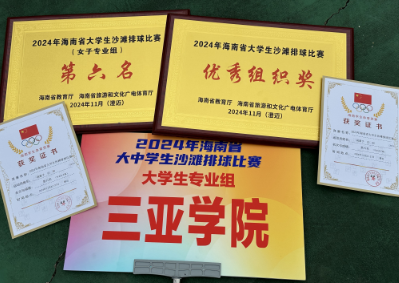 2024年海南省大学生沙滩排球比赛
(女子专业组)
第六名
海南省教育厅 海南省旅游和文化广电体育厅
2024年11月(澄迈)
2024年海南省大学生沙滩排球比赛
优秀组织奖
海南省教育厅 海南省旅游和文化广电体育厅
2024年11月(澄迈)
获奖证书
获奖证书
2024年海南省
大中学生沙滩排球比赛
大学生专业组
三亚学院